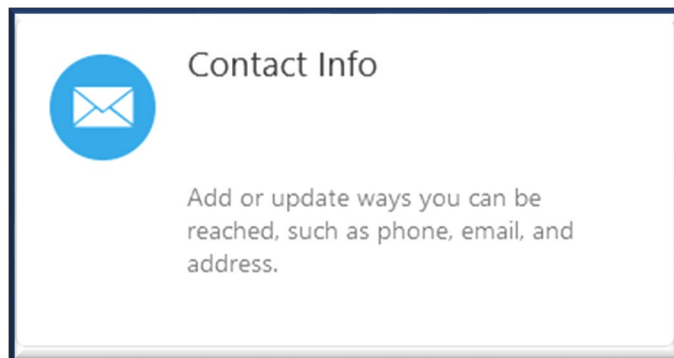 Contact Info
Add or update ways you can be
reached, such as phone, email, and
address.